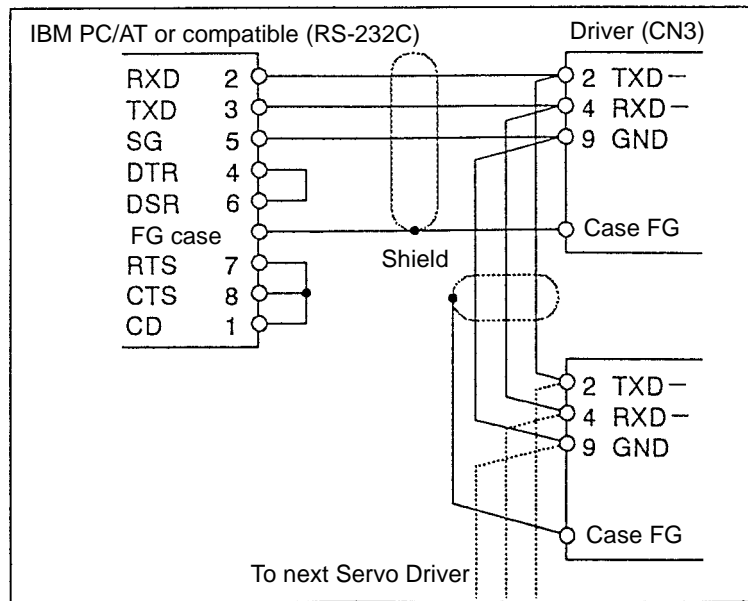 IBM PC/AT or compatible (RS-232C)
Driver (CN3)
RXD 2
TXD 3
SG 5
DTR 4
DSR 6
FG case
RTS 7
CTS 8
CD 1
Shield
2 TXD−
4 RXD−
9 GND
Case FG
2 TXD−
4 RXD−
9 GND
Case FG
To next Servo Driver